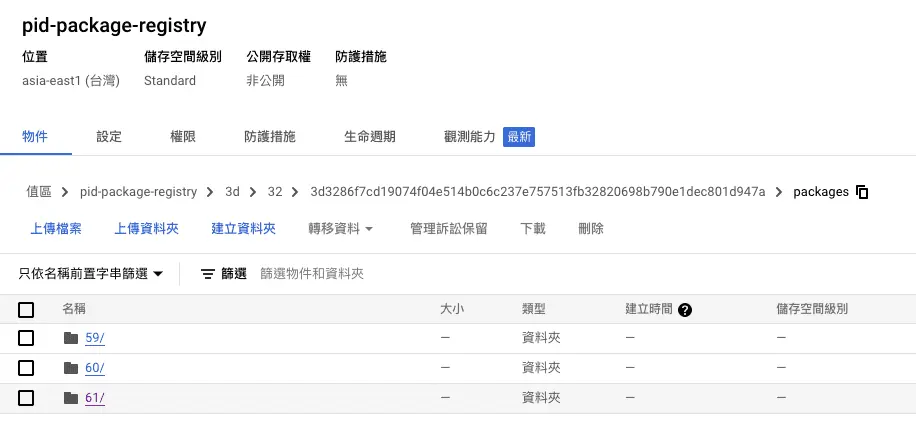 pid-package-registry
位置 儲存空間級別 公開存取權 防護措施
asia-east1 (台灣) Standard 非公開 無
物件 設定 權限 防護措施 生命週期 觀測能力 最新
值區 pid-package-registry 3d 32 3d3286f7cd19074f04e514b0c6c237e757513fb32820698b790e1dec801d947a packages
上傳檔案 上傳資料夾 建立資料夾 轉移資料 管理訴訟保留 下載 刪除
只依名稱前置字串篩選 篩選 篩選物件和資料夾
名稱 大小 類型 建立時間 ? 儲存空間級別
59/ — 資料夾 — —
60/ — 資料夾 — —
61/ — 資料夾 — —